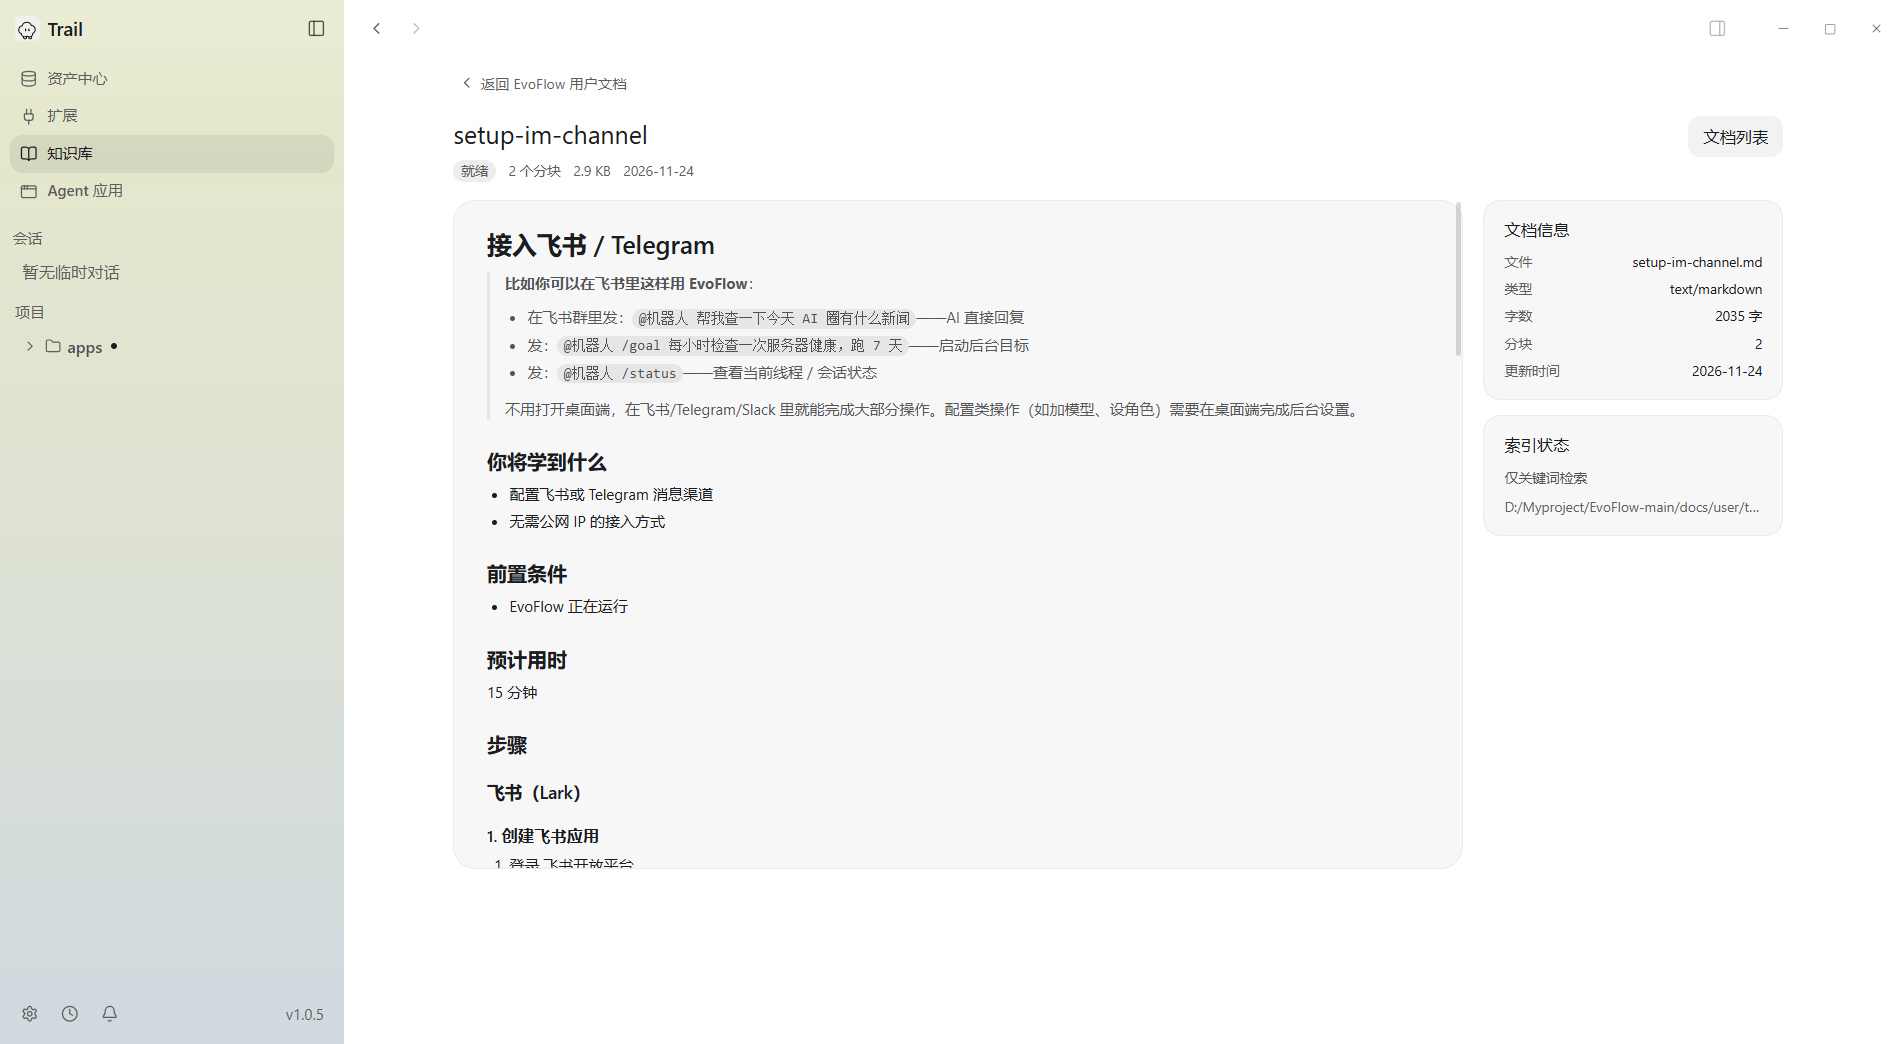 Trail
资产中心
扩展
知识库
Agent 应用
会话
暂无临时对话
项目
apps
v1.0.5
返回 EvoFlow 用户文档
setup-im-channel
文档列表
就绪 2 个分块 2.9 KB 2026-11-24
接入飞书 / Telegram
比如你可以在飞书里这样用 EvoFlow：
在飞书群里发：@机器人 帮我查一下今天 AI 圈有什么新闻——AI 直接回复
发：@机器人 /goal 每小时检查一次服务器健康，跑 7 天——启动后台目标
发：@机器人 /status——查看当前线程 / 会话状态
不用打开桌面端，在飞书/Telegram/Slack 里就能完成大部分操作。配置类操作（如加模型、设角色）需要在桌面端完成后台设置。
你将学到什么
配置飞书或 Telegram 消息渠道
无需公网 IP 的接入方式
前置条件
EvoFlow 正在运行
预计用时
15 分钟
步骤
飞书（Lark）
1. 创建飞书应用
1. 登录 飞书开放平台
文档信息
文件 setup-im-channel.md
类型 text/markdown
字数 2035 字
分块 2
更新时间 2026-11-24
索引状态
仅关键词检索
D:/Myproject/EvoFlow-main/docs/user/t...